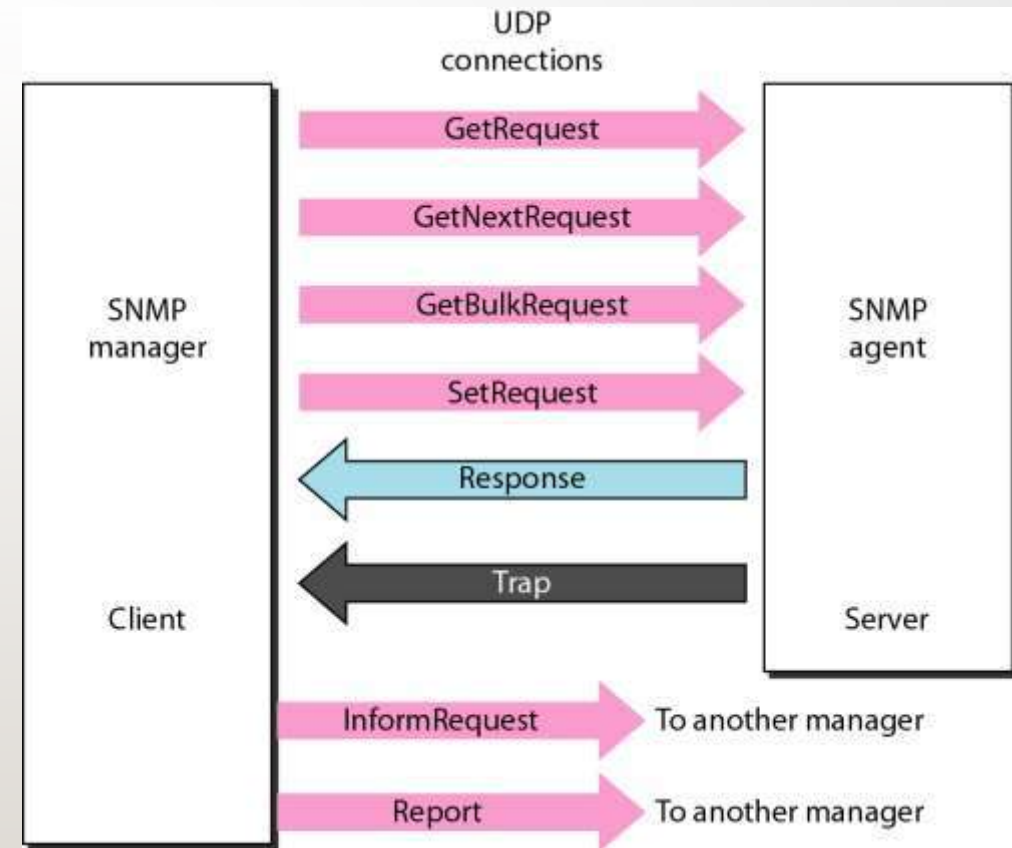 UDP
connections
GetRequest
GetNextRequest
GetBulkRequest
SetRequest
SNMP
manager
SNMP
agent
Response
Trap
Client
Server
InformRequest
To another manager
Report
To another manager